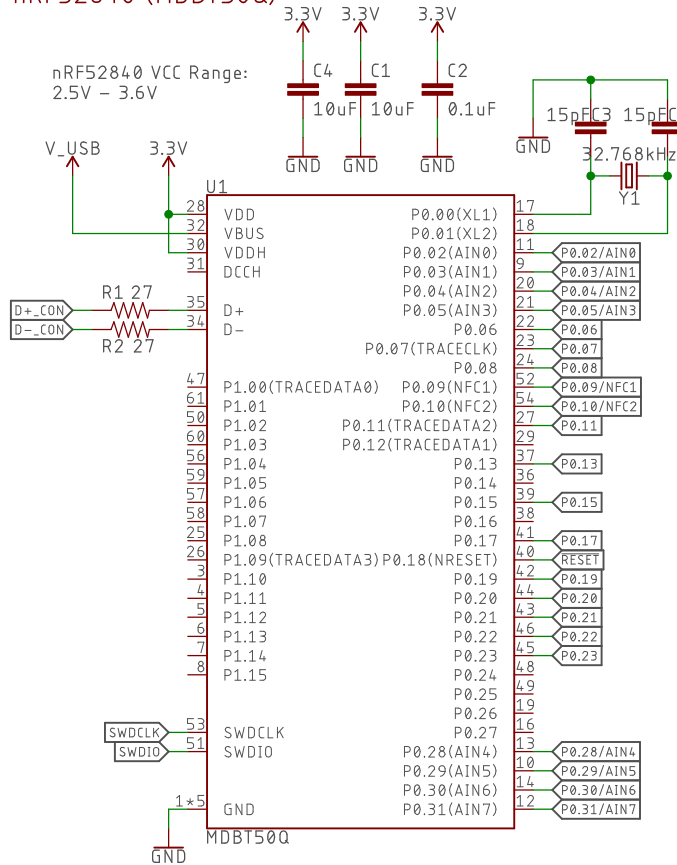 nRF52840 (MDBT50Q)
3.3V 3.3V 3.3V
nRF52840 VCC Range:
2.5V – 3.6V
C4 C1 C2
10uF 10uF 0.1uF
GND GND GND
15pF C3 15pF C
GND
32.768kHz
Y1
V_USB 3.3V
U1
28 VDD
32 VBUS
30 VDDH
31 DCCH
R1 27
D+_CON 35 D+
D-_CON 34 D-
R2 27
47 P1.00(TRACEDATA0)
61 P1.01
50 P1.02
60 P1.03
56 P1.04
59 P1.05
57 P1.06
58 P1.07
25 P1.08
26 P1.09(TRACEDATA3)
3 P1.10
4 P1.11
5 P1.12
6 P1.13
7 P1.14
8 P1.15
SWDCLK 53 SWDCLK
SWDIO 51 SWDIO
1*5 GND
GND
P0.00(XL1) 17
P0.01(XL2) 18
P0.02(AIN0) 11 P0.02/AIN0
P0.03(AIN1) 9 P0.03/AIN1
P0.04(AIN2) 20 P0.04/AIN2
P0.05(AIN3) 21 P0.05/AIN3
P0.06 22 P0.06
P0.07(TRACECLK) 23 P0.07
P0.08 24 P0.08
P0.09(NFC1) 52 P0.09/NFC1
P0.10(NFC2) 54 P0.10/NFC2
P0.11(TRACEDATA2) 27 P0.11
P0.12(TRACEDATA1) 29
P0.13 37 P0.13
P0.14 36
P0.15 39 P0.15
P0.16 38
P0.17 41 P0.17
P0.18(NRESET) 40 RESET
P0.19 42 P0.19
P0.20 44 P0.20
P0.21 43 P0.21
P0.22 46 P0.22
P0.23 45 P0.23
P0.24 48
P0.25 49
P0.26 19
P0.27 16
P0.28(AIN4) 13 P0.28/AIN4
P0.29(AIN5) 10 P0.29/AIN5
P0.30(AIN6) 14 P0.30/AIN6
P0.31(AIN7) 12 P0.31/AIN7
MDBT50Q